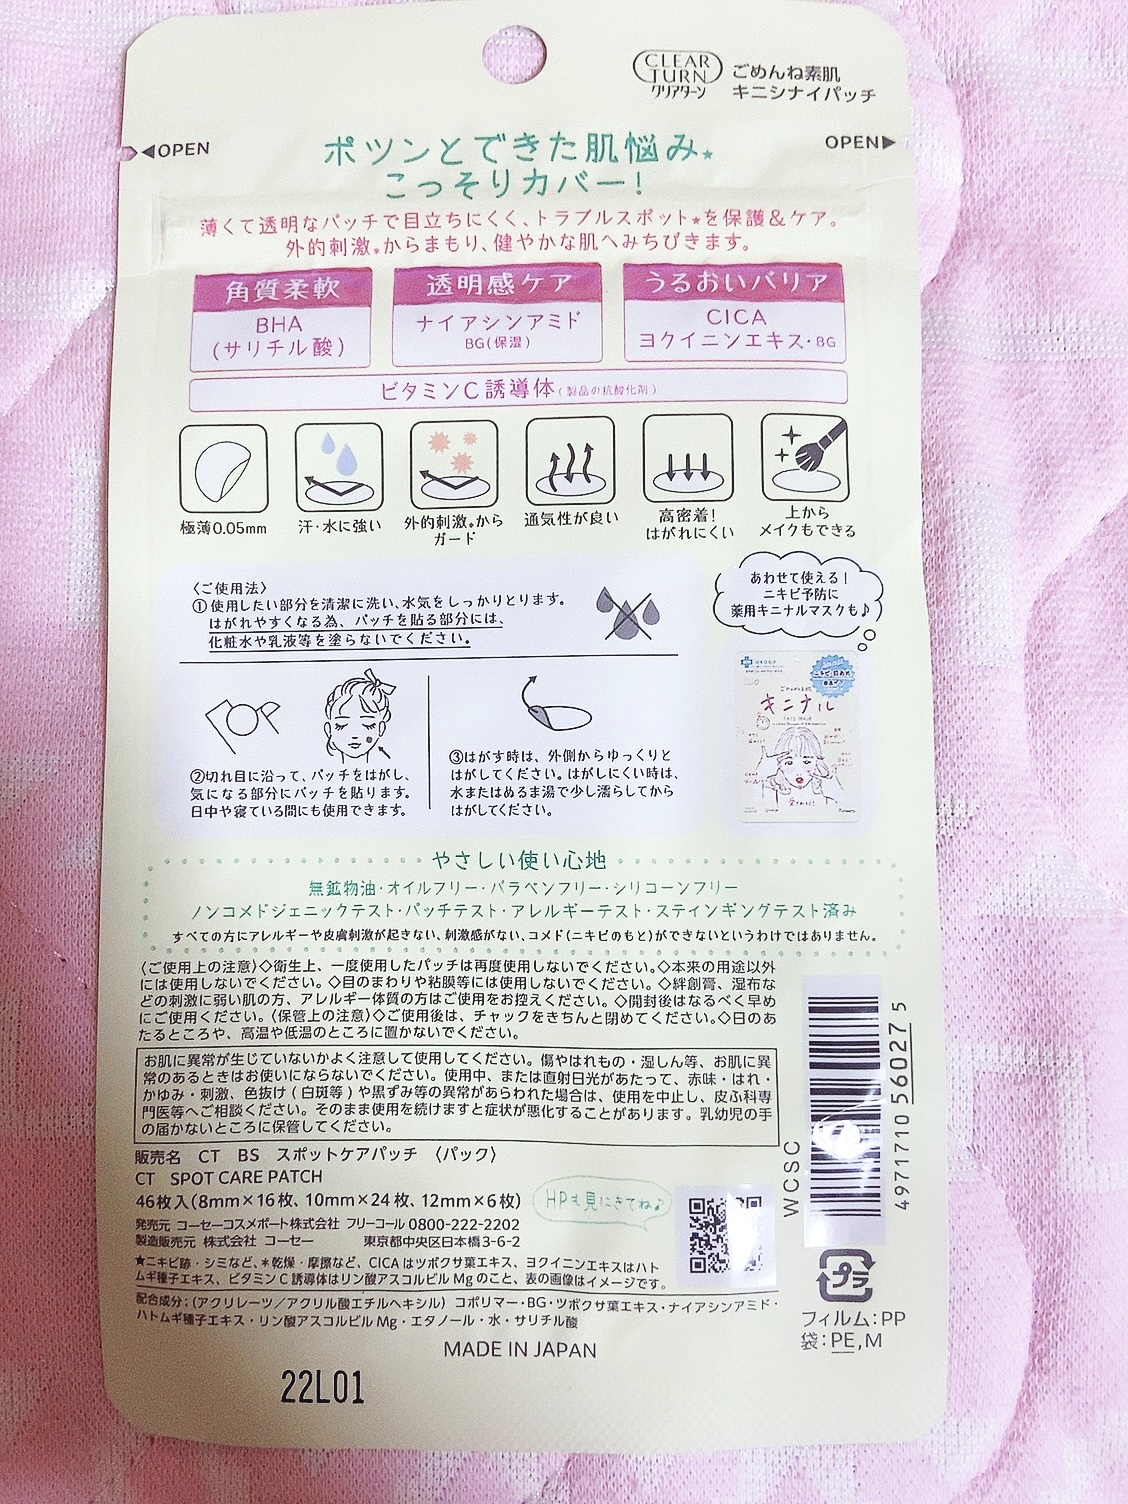 CLEAR
TURN
クリアターン
ごめんね素肌
キニシナイパッチ
◀OPEN
OPEN▶
ポツンとできた肌悩み★
こっそりカバー!
薄くて透明なパッチで目立ちにくく、トラブルスポット★を保護&ケア。
外的刺激*からまもり、健やかな肌へみちびきます。
角質柔軟
BHA
(サリチル酸)
透明感ケア
ナイアシンアミド
BG(保湿)
うるおいバリア
CICA
ヨクイニンエキス・BG
ビタミンC誘導体(製品の抗酸化剤)
極薄0.05mm
汗・水に強い
外的刺激*から
ガード
通気性が良い
高密着!
はがれにくい
上から
メイクもできる
〈ご使用法〉
①使用したい部分を清潔に洗い、水気をしっかりとります。
はがれやすくなる為、パッチを貼る部分には、
化粧水や乳液等を塗らないでください。
②切れ目に沿って、パッチをはがし、
気になる部分にパッチを貼ります。
日中や寝ている間にも使用できます。
③はがす時は、外側からゆっくりと
はがしてください。はがしにくい時は、
水またはぬるま湯で少し濡らしてから
はがしてください。
あわせて使える!
ニキビ予防に
薬用キニナルマスクも♪
キニナル
やさしい使い心地
無鉱物油・オイルフリー・パラベンフリー・シリコーンフリー
ノンコメドジェニックテスト・パッチテスト・アレルギーテスト・スティンギングテスト済み
すべての方にアレルギーや皮膚刺激が起きない、刺激感がない、コメド(ニキビのもと)ができないというわけではありません。
〈ご使用上の注意〉◇衛生上、一度使用したパッチは再度使用しないでください。◇本来の用途以外
には使用しないでください。◇目のまわりや粘膜等には使用しないでください。◇絆創膏、湿布な
どの刺激に弱い肌の方、アレルギー体質の方はご使用をお控えください。◇開封後はなるべく早め
にご使用ください。〈保管上の注意〉◇ご使用後は、チャックをきちんと閉めてください。◇日のあ
たるところや、高温や低温のところに置かないでください。
お肌に異常が生じていないかよく注意して使用してください。傷やはれもの・湿しん等、お肌に異
常のあるときはお使いにならないでください。使用中、または直射日光があたって、赤味・はれ・
かゆみ・刺激、色抜け(白斑等)や黒ずみ等の異常があらわれた場合は、使用を中止し、皮ふ科専
門医等へご相談ください。そのまま使用を続けますと症状が悪化することがあります。乳幼児の手
の届かないところに保管してください。
販売名 CT BS スポットケアパッチ 〈パック〉
CT SPOT CARE PATCH
46枚入(8mm×16枚、10mm×24枚、12mm×6枚)
HPも見にきてね♪
発売元 コーセーコスメポート株式会社 フリーコール 0800-222-2202
製造販売元 株式会社 コーセー 東京都中央区日本橋3-6-2
★ニキビ跡・シミなど、*乾燥・摩擦など、CICAはツボクサ葉エキス、ヨクイニンエキスはハト
ムギ種子エキス、ビタミンC誘導体はリン酸アスコルビルMgのこと、表の画像はイメージです。
配合成分:(アクリレーツ/アクリル酸エチルヘキシル)コポリマー・BG・ツボクサ葉エキス・ナイアシンアミド・
ハトムギ種子エキス・リン酸アスコルビルMg・エタノール・水・サリチル酸
MADE IN JAPAN
22L01
WCSC
4971710 560275
プラ
フィルム:PP
袋:PE,M